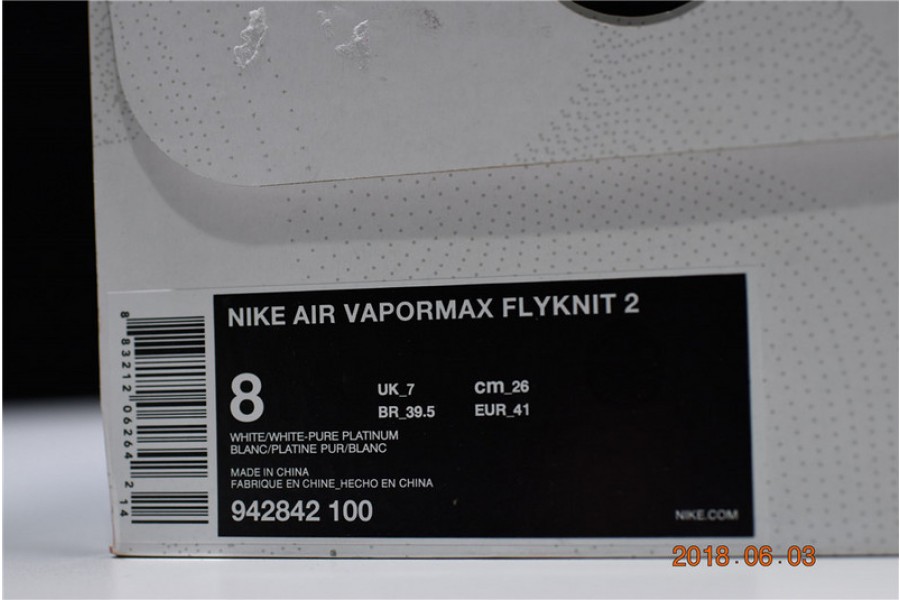 NIKE AIR VAPORMAX FLYKNIT 2
8
UK_7 cm_26
BR_39.5 EUR_41
WHITE/WHITE-PURE PLATINUM
BLANC/PLATINE PUR/BLANC
MADE IN CHINA
FABRIQUE EN CHINE_HECHO EN CHINA
942842 100
NIKE.COM
8 83212 06264 2 14
2018.06.03